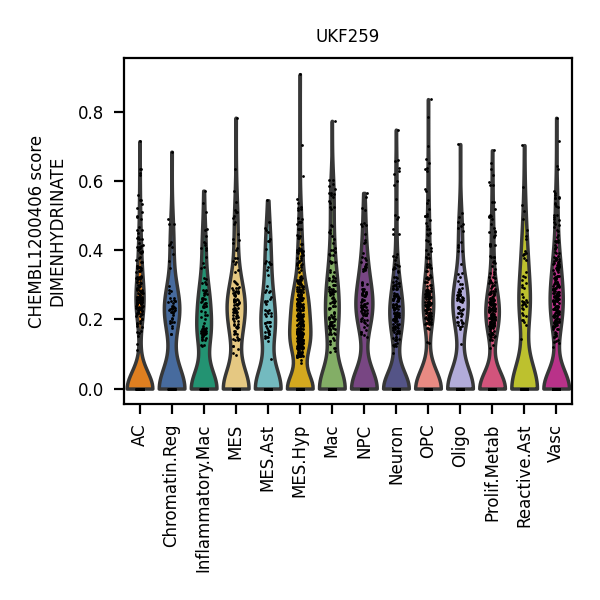 UKF259
CHEMBL1200406 score
DIMENHYDRINATE
0.8
0.6
0.4
0.2
0.0
AC
Chromatin.Reg
Inflammatory.Mac
MES
MES.Ast
MES.Hyp
Mac
NPC
Neuron
OPC
Oligo
Prolif.Metab
Reactive.Ast
Vasc